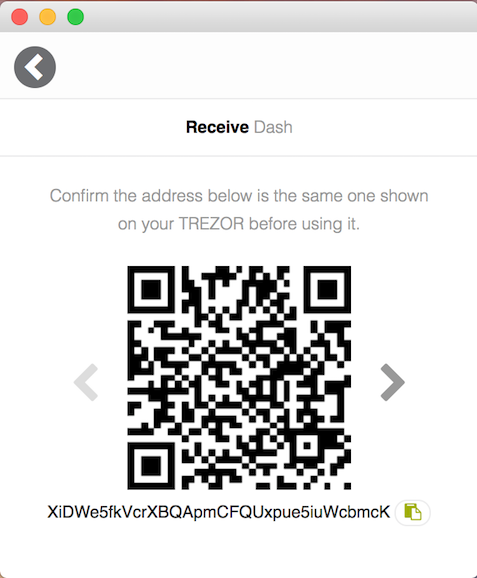 Receive Dash
Confirm the address below is the same one shown
on your TREZOR before using it.
XiDWe5fkVcrXBQApmCFQUxpue5iuWcbmcK